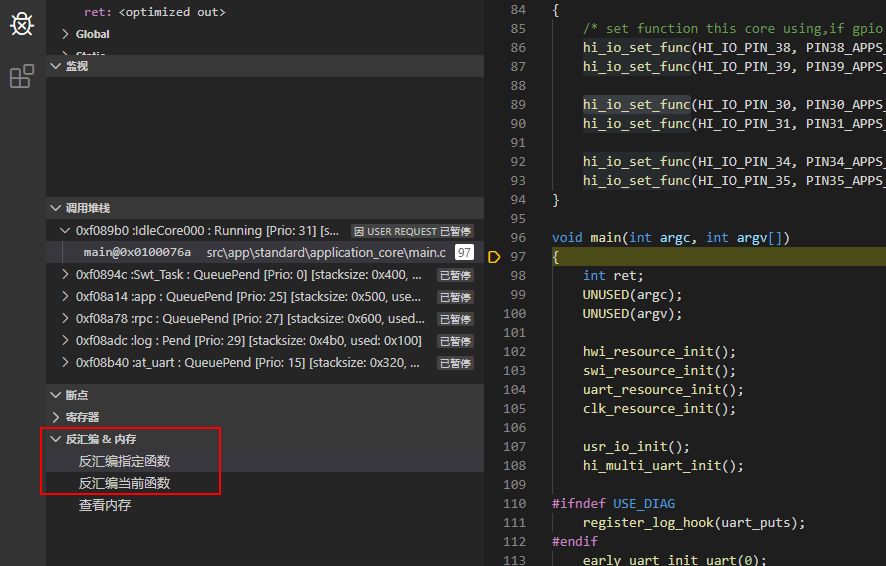 ret: <optimized out>
Global
Static
监视
调用堆栈
0xf089b0 :IdleCore000 : Running [Prio: 31] [s... 因 USER REQUEST 已暂停
main@0x0100076a src\app\standard\application_core\main.c 97
0xf0894c :Swt_Task : QueuePend [Prio: 0] [stacksize: 0x400, ... 已暂停
0xf08a14 :app : QueuePend [Prio: 25] [stacksize: 0x500, use... 已暂停
0xf08a78 :rpc : QueuePend [Prio: 27] [stacksize: 0x600, used... 已暂停
0xf08adc :log : Pend [Prio: 29] [stacksize: 0x4b0, used: 0x100] 已暂停
0xf08b40 :at_uart : QueuePend [Prio: 15] [stacksize: 0x320, ... 已暂停
断点
寄存器
反汇编 & 内存
反汇编指定函数
反汇编当前函数
查看内存
84 {
85 /* set function this core using,if gpio
86 hi_io_set_func(HI_IO_PIN_38, PIN38_APPS_
87 hi_io_set_func(HI_IO_PIN_39, PIN39_APPS_
88
89 hi_io_set_func(HI_IO_PIN_30, PIN30_APPS_
90 hi_io_set_func(HI_IO_PIN_31, PIN31_APPS_
91
92 hi_io_set_func(HI_IO_PIN_34, PIN34_APPS_
93 hi_io_set_func(HI_IO_PIN_35, PIN35_APPS_
94 }
95
96 void main(int argc, int argv[])
97 {
98 int ret;
99 UNUSED(argc);
100 UNUSED(argv);
101
102 hwi_resource_init();
103 swi_resource_init();
104 uart_resource_init();
105 clk_resource_init();
106
107 usr_io_init();
108 hi_multi_uart_init();
109
110 #ifndef USE_DIAG
111 register_log_hook(uart_puts);
112 #endif
113 early_uart_init_uart(0);